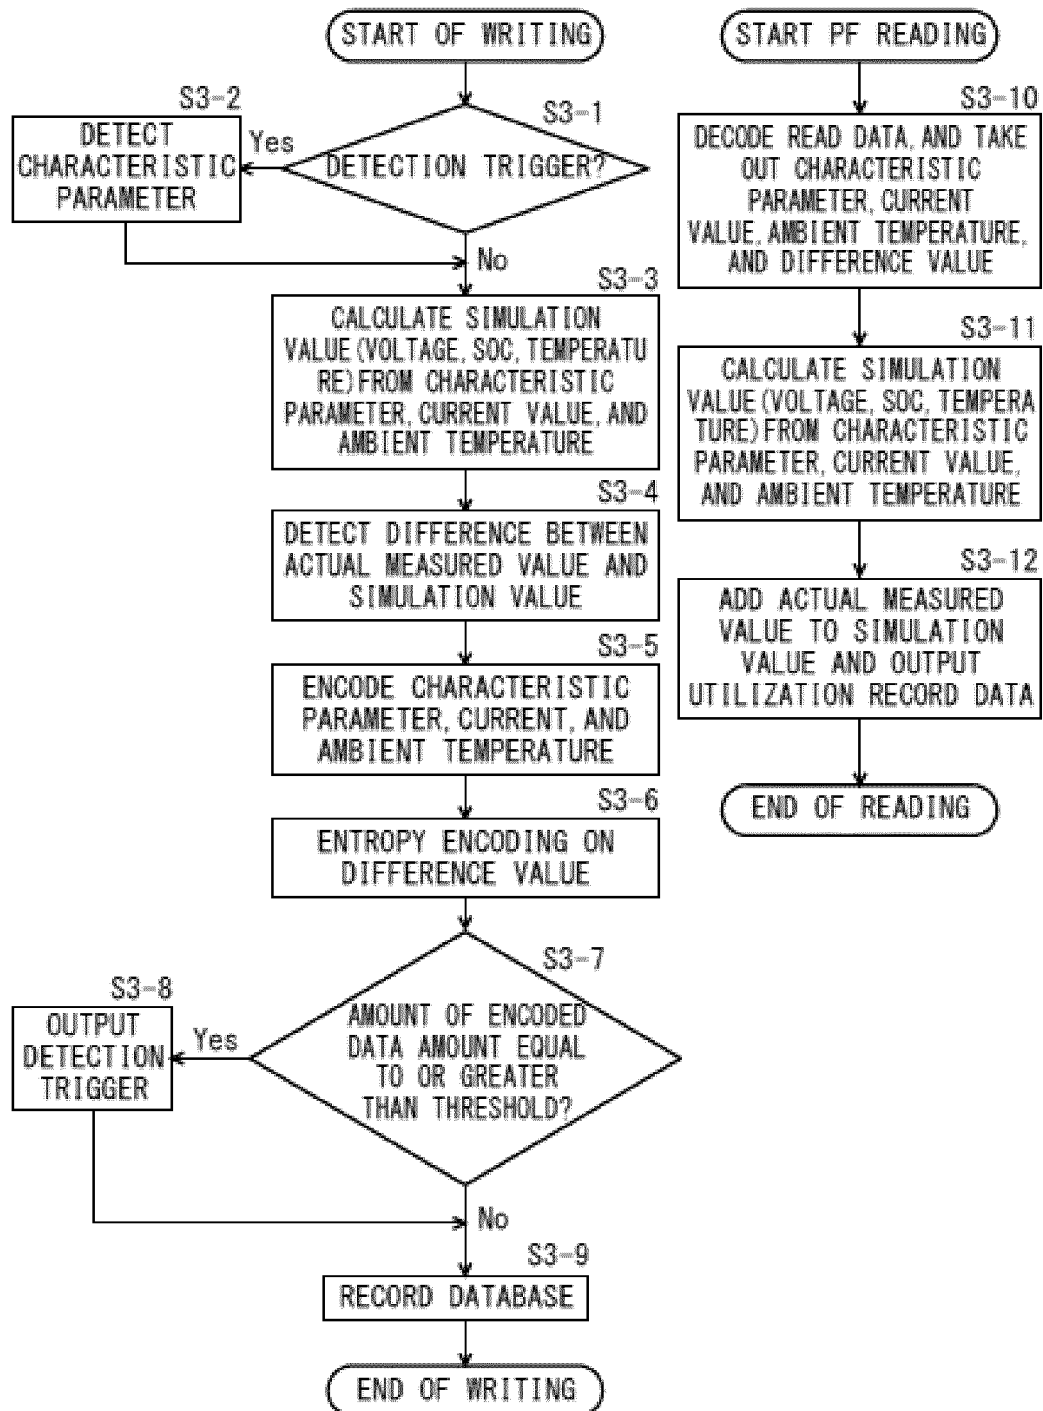 START OF WRITING
S3-1
DETECTION TRIGGER?
Yes
S3-2
DETECT
CHARACTERISTIC
PARAMETER
No
S3-3
CALCULATE SIMULATION
VALUE(VOLTAGE,SOC,TEMPERATU
RE)FROM CHARACTERISTIC
PARAMETER,CURRENT VALUE,AND
AMBIENT TEMPERATURE
S3-4
DETECT DIFFERENCE BETWEEN
ACTUAL MEASURED VALUE AND
SIMULATION VALUE
S3-5
ENCODE CHARACTERISTIC
PARAMETER,CURRENT,AND
AMBIENT TEMPERATURE
S3-6
ENTROPY ENCODING ON
DIFFERENCE VALUE
S3-7
AMOUNT OF ENCODED
DATA AMOUNT EQUAL
TO OR GREATER
THAN THRESHOLD?
Yes
S3-8
OUTPUT
DETECTION
TRIGGER
No
S3-9
RECORD DATABASE
END OF WRITING
START PF READING
S3-10
DECODE READ DATA,AND TAKE
OUT CHARACTERISTIC
PARAMETER,CURRENT
VALUE,AMBIENT TEMPERATURE,
AND DIFFERENCE VALUE
S3-11
CALCULATE SIMULATION
VALUE(VOLTAGE,SOC,TEMPERA
TURE)FROM CHARACTERISTIC
PARAMETER,CURRENT VALUE,
AND AMBIENT TEMPERATURE
S3-12
ADD ACTUAL MEASURED
VALUE TO SIMULATION
VALUE AND OUTPUT
UTILIZATION RECORD DATA
END OF READING